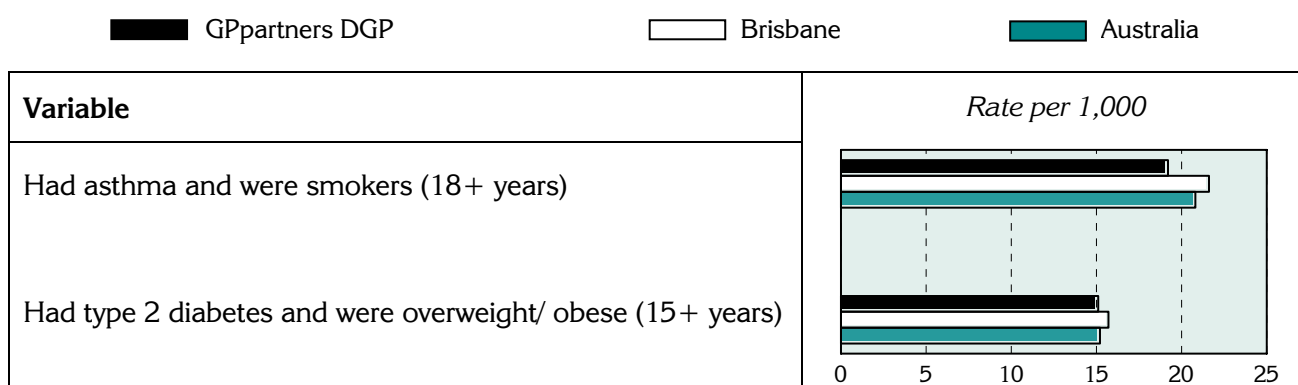 GPpartners DGP Brisbane Australia
Variable Rate per 1,000
Had asthma and were smokers (18+ years)
Had type 2 diabetes and were overweight/ obese (15+ years)
0 5 10 15 20 25